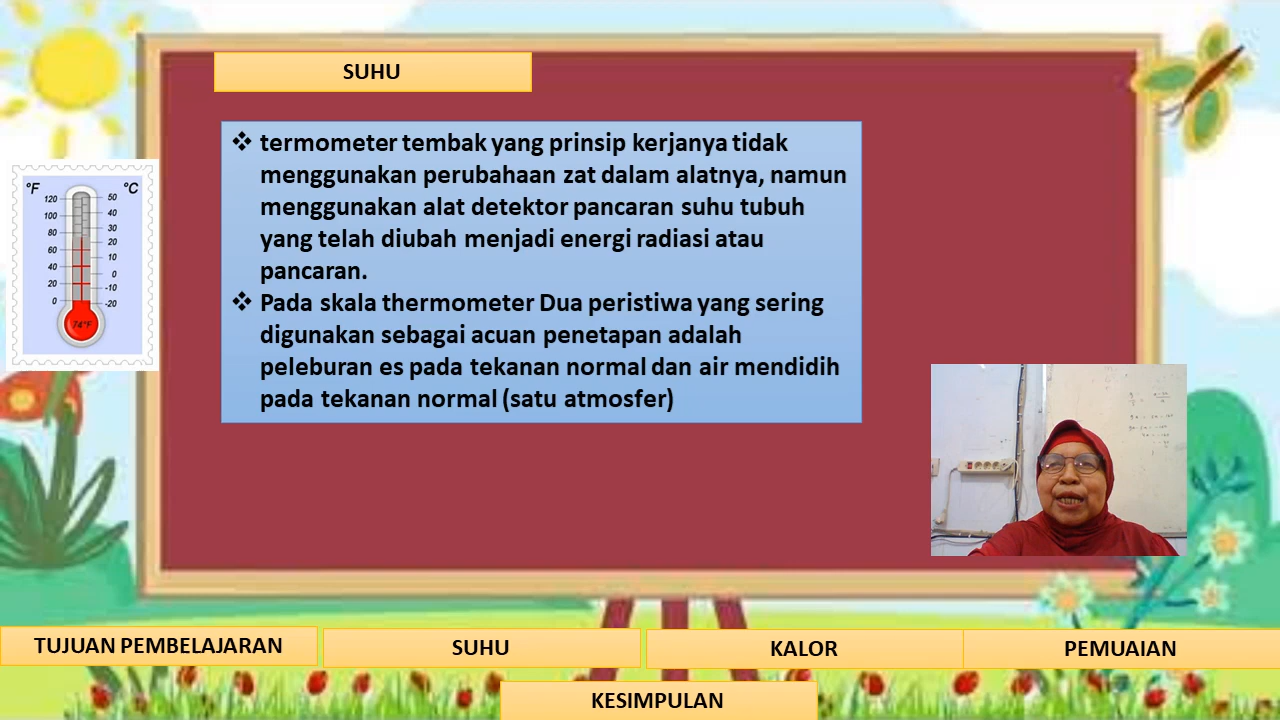 SUHU
❖ termometer tembak yang prinsip kerjanya tidak
menggunakan perubahaan zat dalam alatnya, namun
menggunakan alat detektor pancaran suhu tubuh
yang telah diubah menjadi energi radiasi atau
pancaran.
❖ Pada skala thermometer Dua peristiwa yang sering
digunakan sebagai acuan penetapan adalah
peleburan es pada tekanan normal dan air mendidih
pada tekanan normal (satu atmosfer)
°F °C
120 50
100 40
80 30
60 20
40 10
20 0
0 -10
-20
74°F
TUJUAN PEMBELAJARAN
SUHU
KALOR
PEMUAIAN
KESIMPULAN